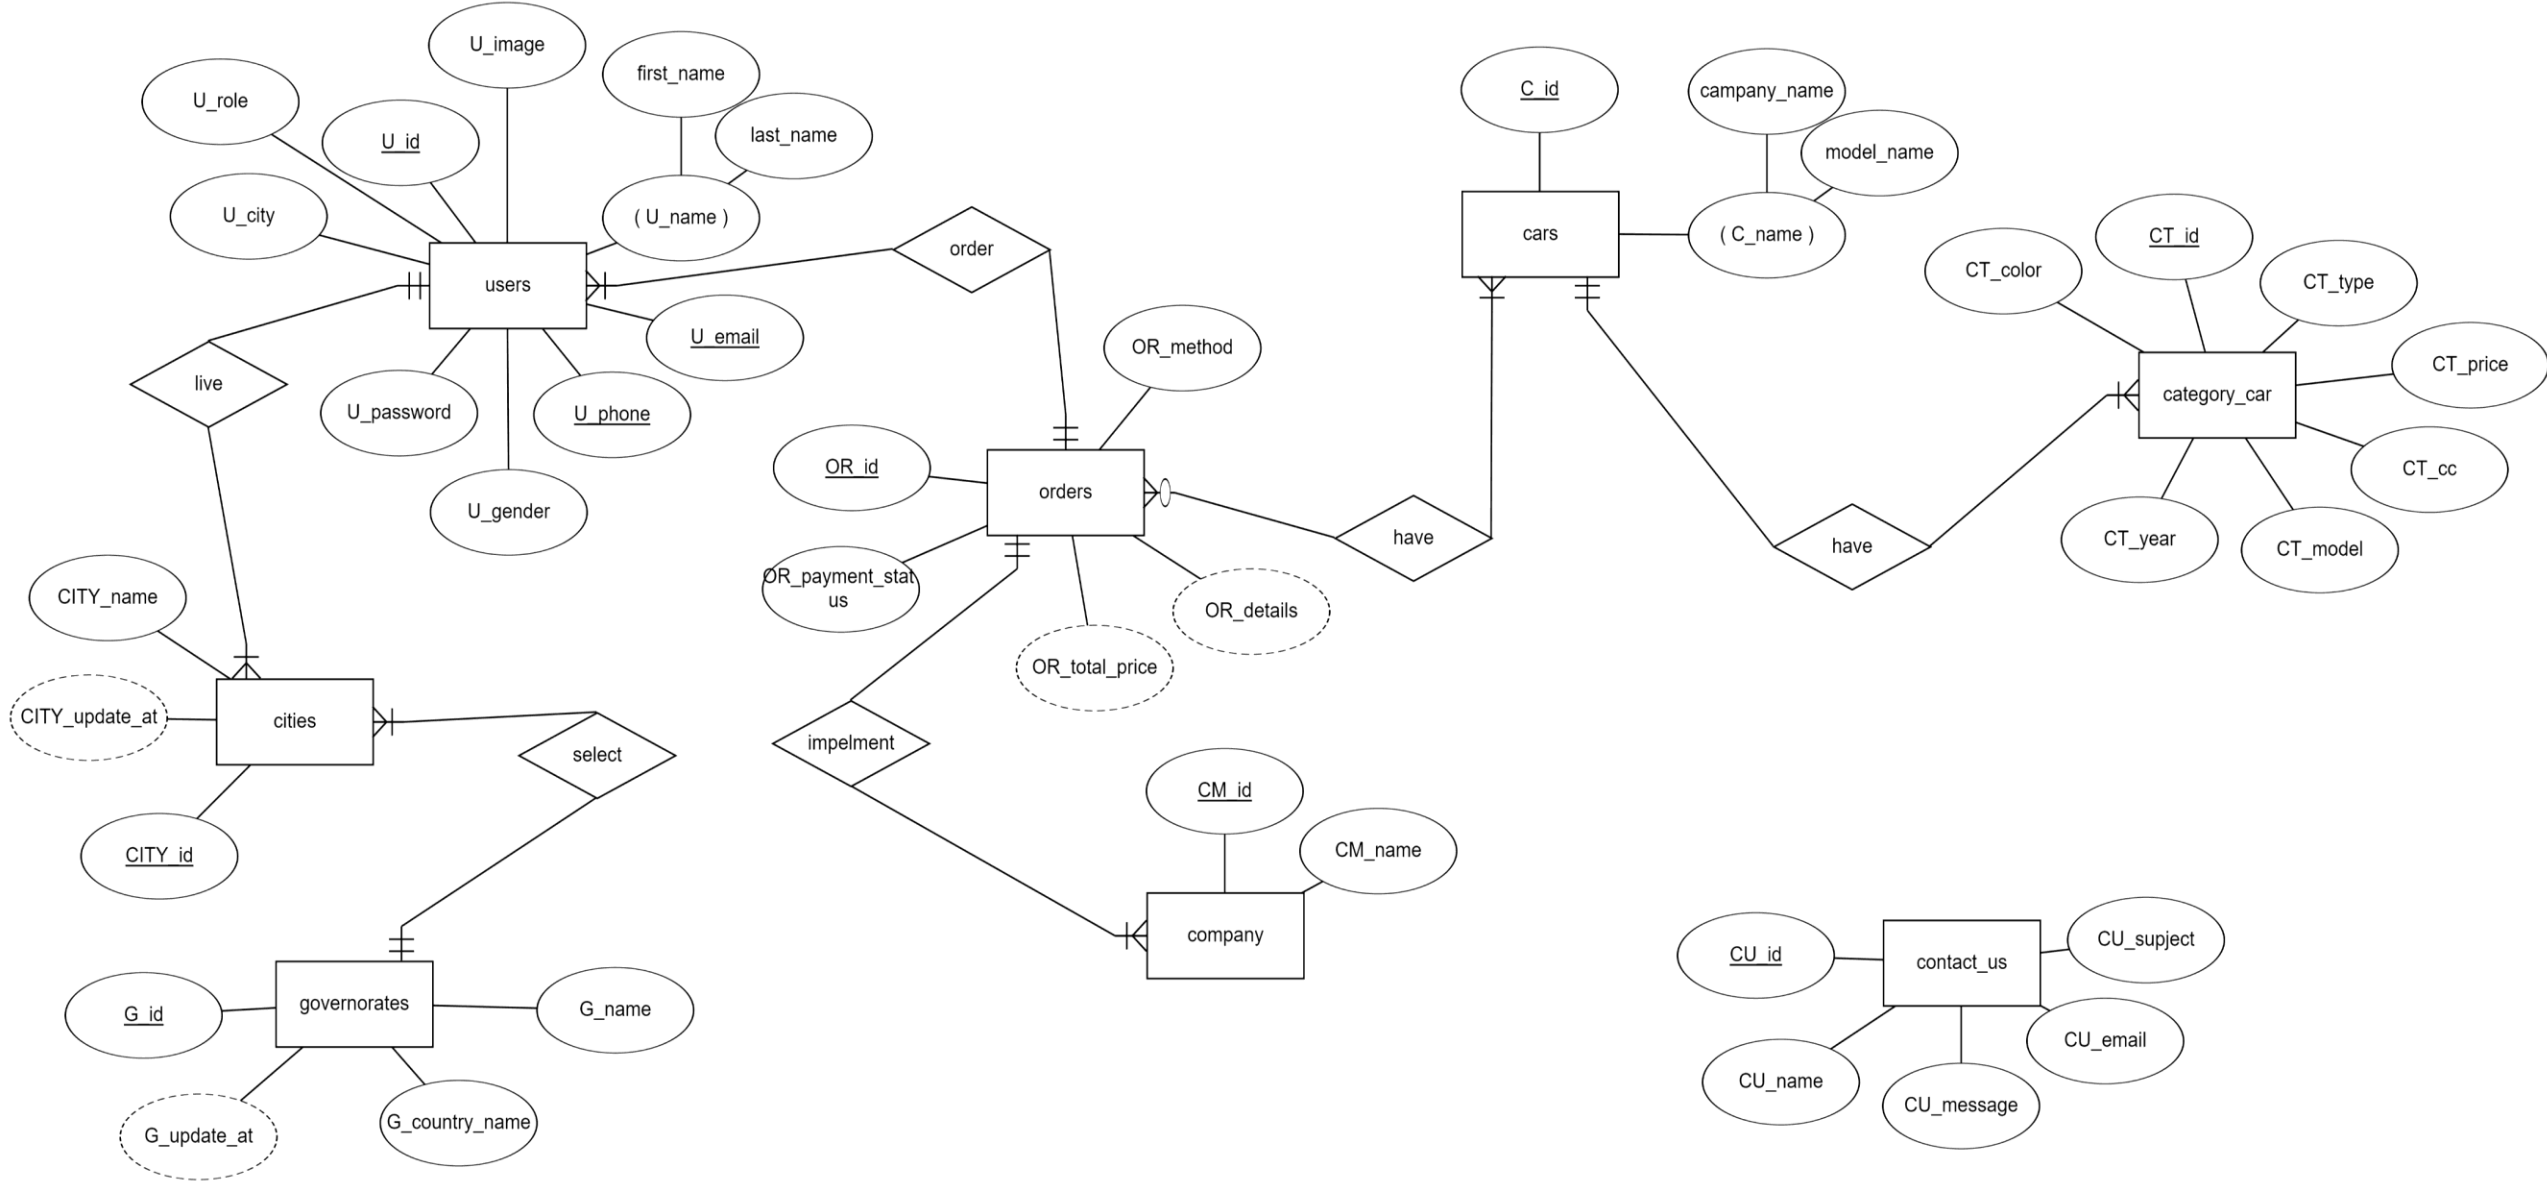 U_image
first_name
U_role
last_name
U_id
U_city
( U_name )
users
order
U_email
live
U_password
U_phone
U_gender
C_id
campany_name
model_name
cars
( C_name )
CT_id
CT_color
CT_type
CT_price
category_car
CT_cc
CT_year
CT_model
have
have
OR_method
OR_id
orders
OR_payment_stat
us
OR_details
OR_total_price
CITY_name
CITY_update_at
cities
select
impelment
CITY_id
CM_id
CM_name
company
G_id
governorates
G_name
G_update_at
G_country_name
CU_id
contact_us
CU_supject
CU_email
CU_name
CU_message